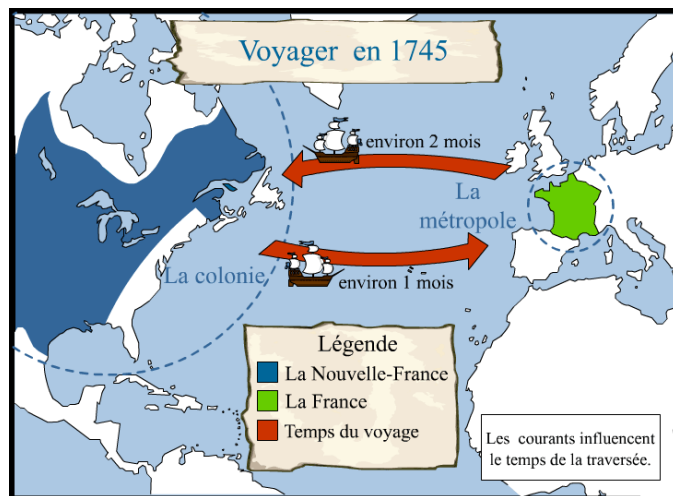 Voyager en 1745
environ 2 mois
La
métropole
La colonie
environ 1 mois
Légende
La Nouvelle-France
La France
Temps du voyage
Les courants influencent
le temps de la traversée.